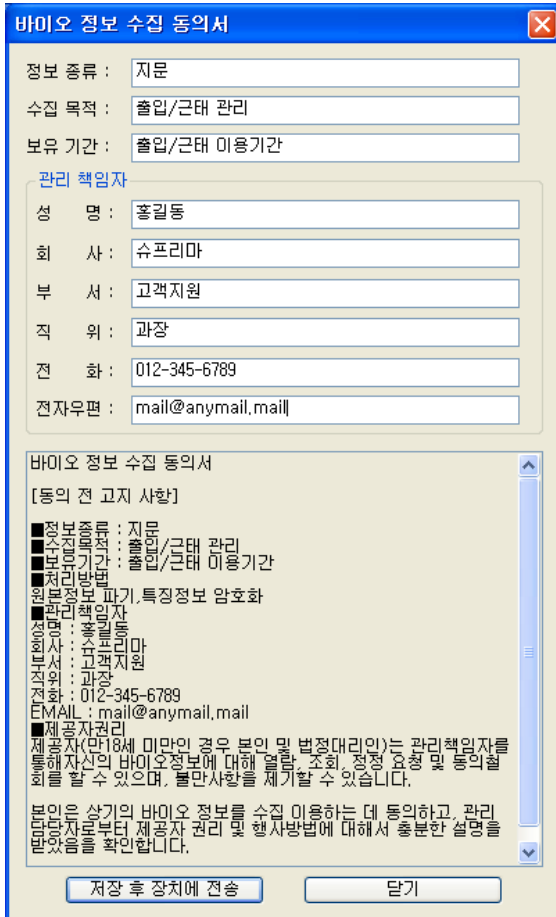 바이오 정보 수집 동의서
정보 종류 : 지문
수집 목적 : 출입/근태 관리
보유 기간 : 출입/근태 이용기간
관리 책임자
성 명 : 홍길동
회 사 : 슈프리마
부 서 : 고객지원
직 위 : 과장
전 화 : 012-345-6789
전자우편 : mail@anymail.mail
바이오 정보 수집 동의서
[동의 전 고지 사항]
■정보종류 : 지문
■수집목적 : 출입/근태 관리
■보유기간 : 출입/근태 이용기간
■처리방법
원본정보 파기,특징정보 암호화
■관리책임자
성명 : 홍길동
회사 : 슈프리마
부서 : 고객지원
직위 : 과장
전화 : 012-345-6789
EMAIL : mail@anymail.mail
■제공자권리
제공자(만18세 미만인 경우 본인 및 법정대리인)는 관리책임자를
통해자신의 바이오정보에 대해 열람, 조회, 정정 요청 및 동의철
회를 할 수 있으며, 불만사항을 제기할 수 있습니다.
본인은 상기의 바이오 정보를 수집 이용하는 데 동의하고, 관리
담당자로부터 제공자 권리 및 행사방법에 대해서 충분한 설명을
받았음을 확인합니다.
저장 후 장치에 전송 닫기